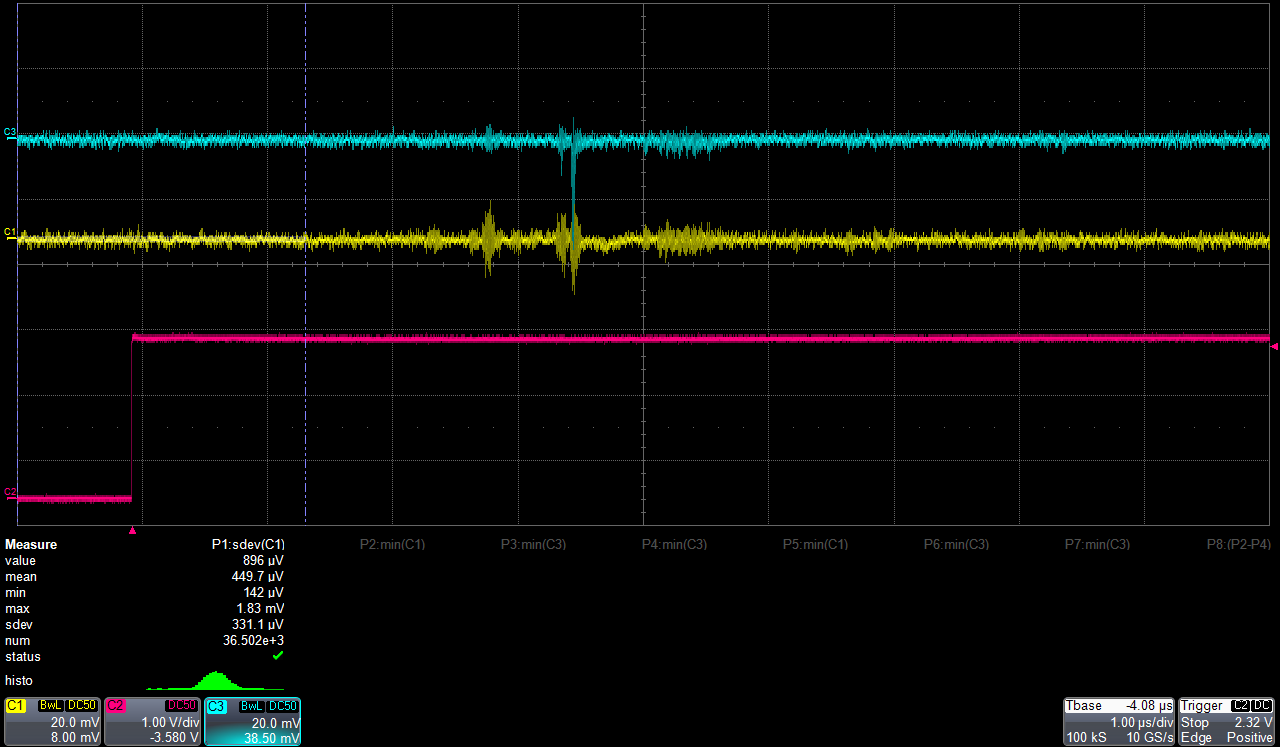 C3
C1
C2
Measure P1:sdev(C1) P2:min(C1) P3:min(C3) P4:min(C3) P5:min(C1) P6:min(C3) P7:min(C3) P8:(P2-P4)
value 896 µV
mean 449.7 µV
min 142 µV
max 1.83 mV
sdev 331.1 µV
num 36.502e+3
status
histo
C1 BwL DC50 C2 DC50 C3 BwL DC50 Tbase -4.08 µs Trigger C2 DC
20.0 mV 1.00 V/div 20.0 mV 1.00 µs/div Stop 2.32 V
8.00 mV -3.580 V 38.50 mV 100 kS 10 GS/s Edge Positive